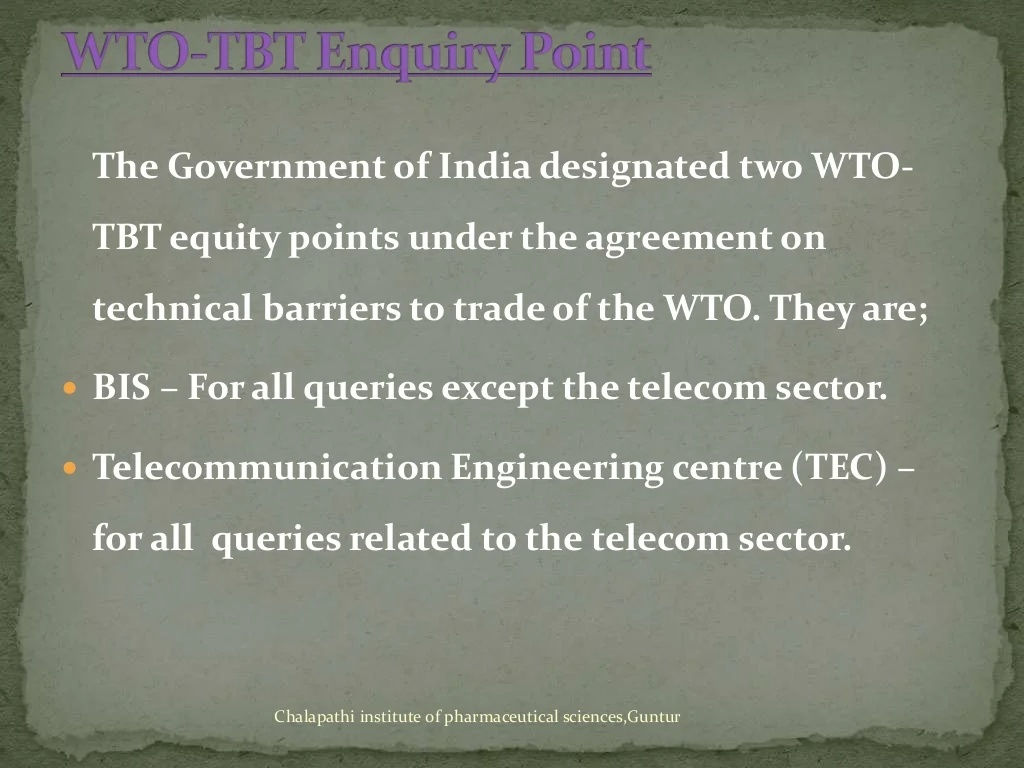 WTO-TBT Enquiry Point
The Government of India designated two WTO-
TBT equity points under the agreement on
technical barriers to trade of the WTO. They are;
• BIS – For all queries except the telecom sector.
• Telecommunication Engineering centre (TEC) –
for all  queries related to the telecom sector.
Chalapathi institute of pharmaceutical sciences,Guntur